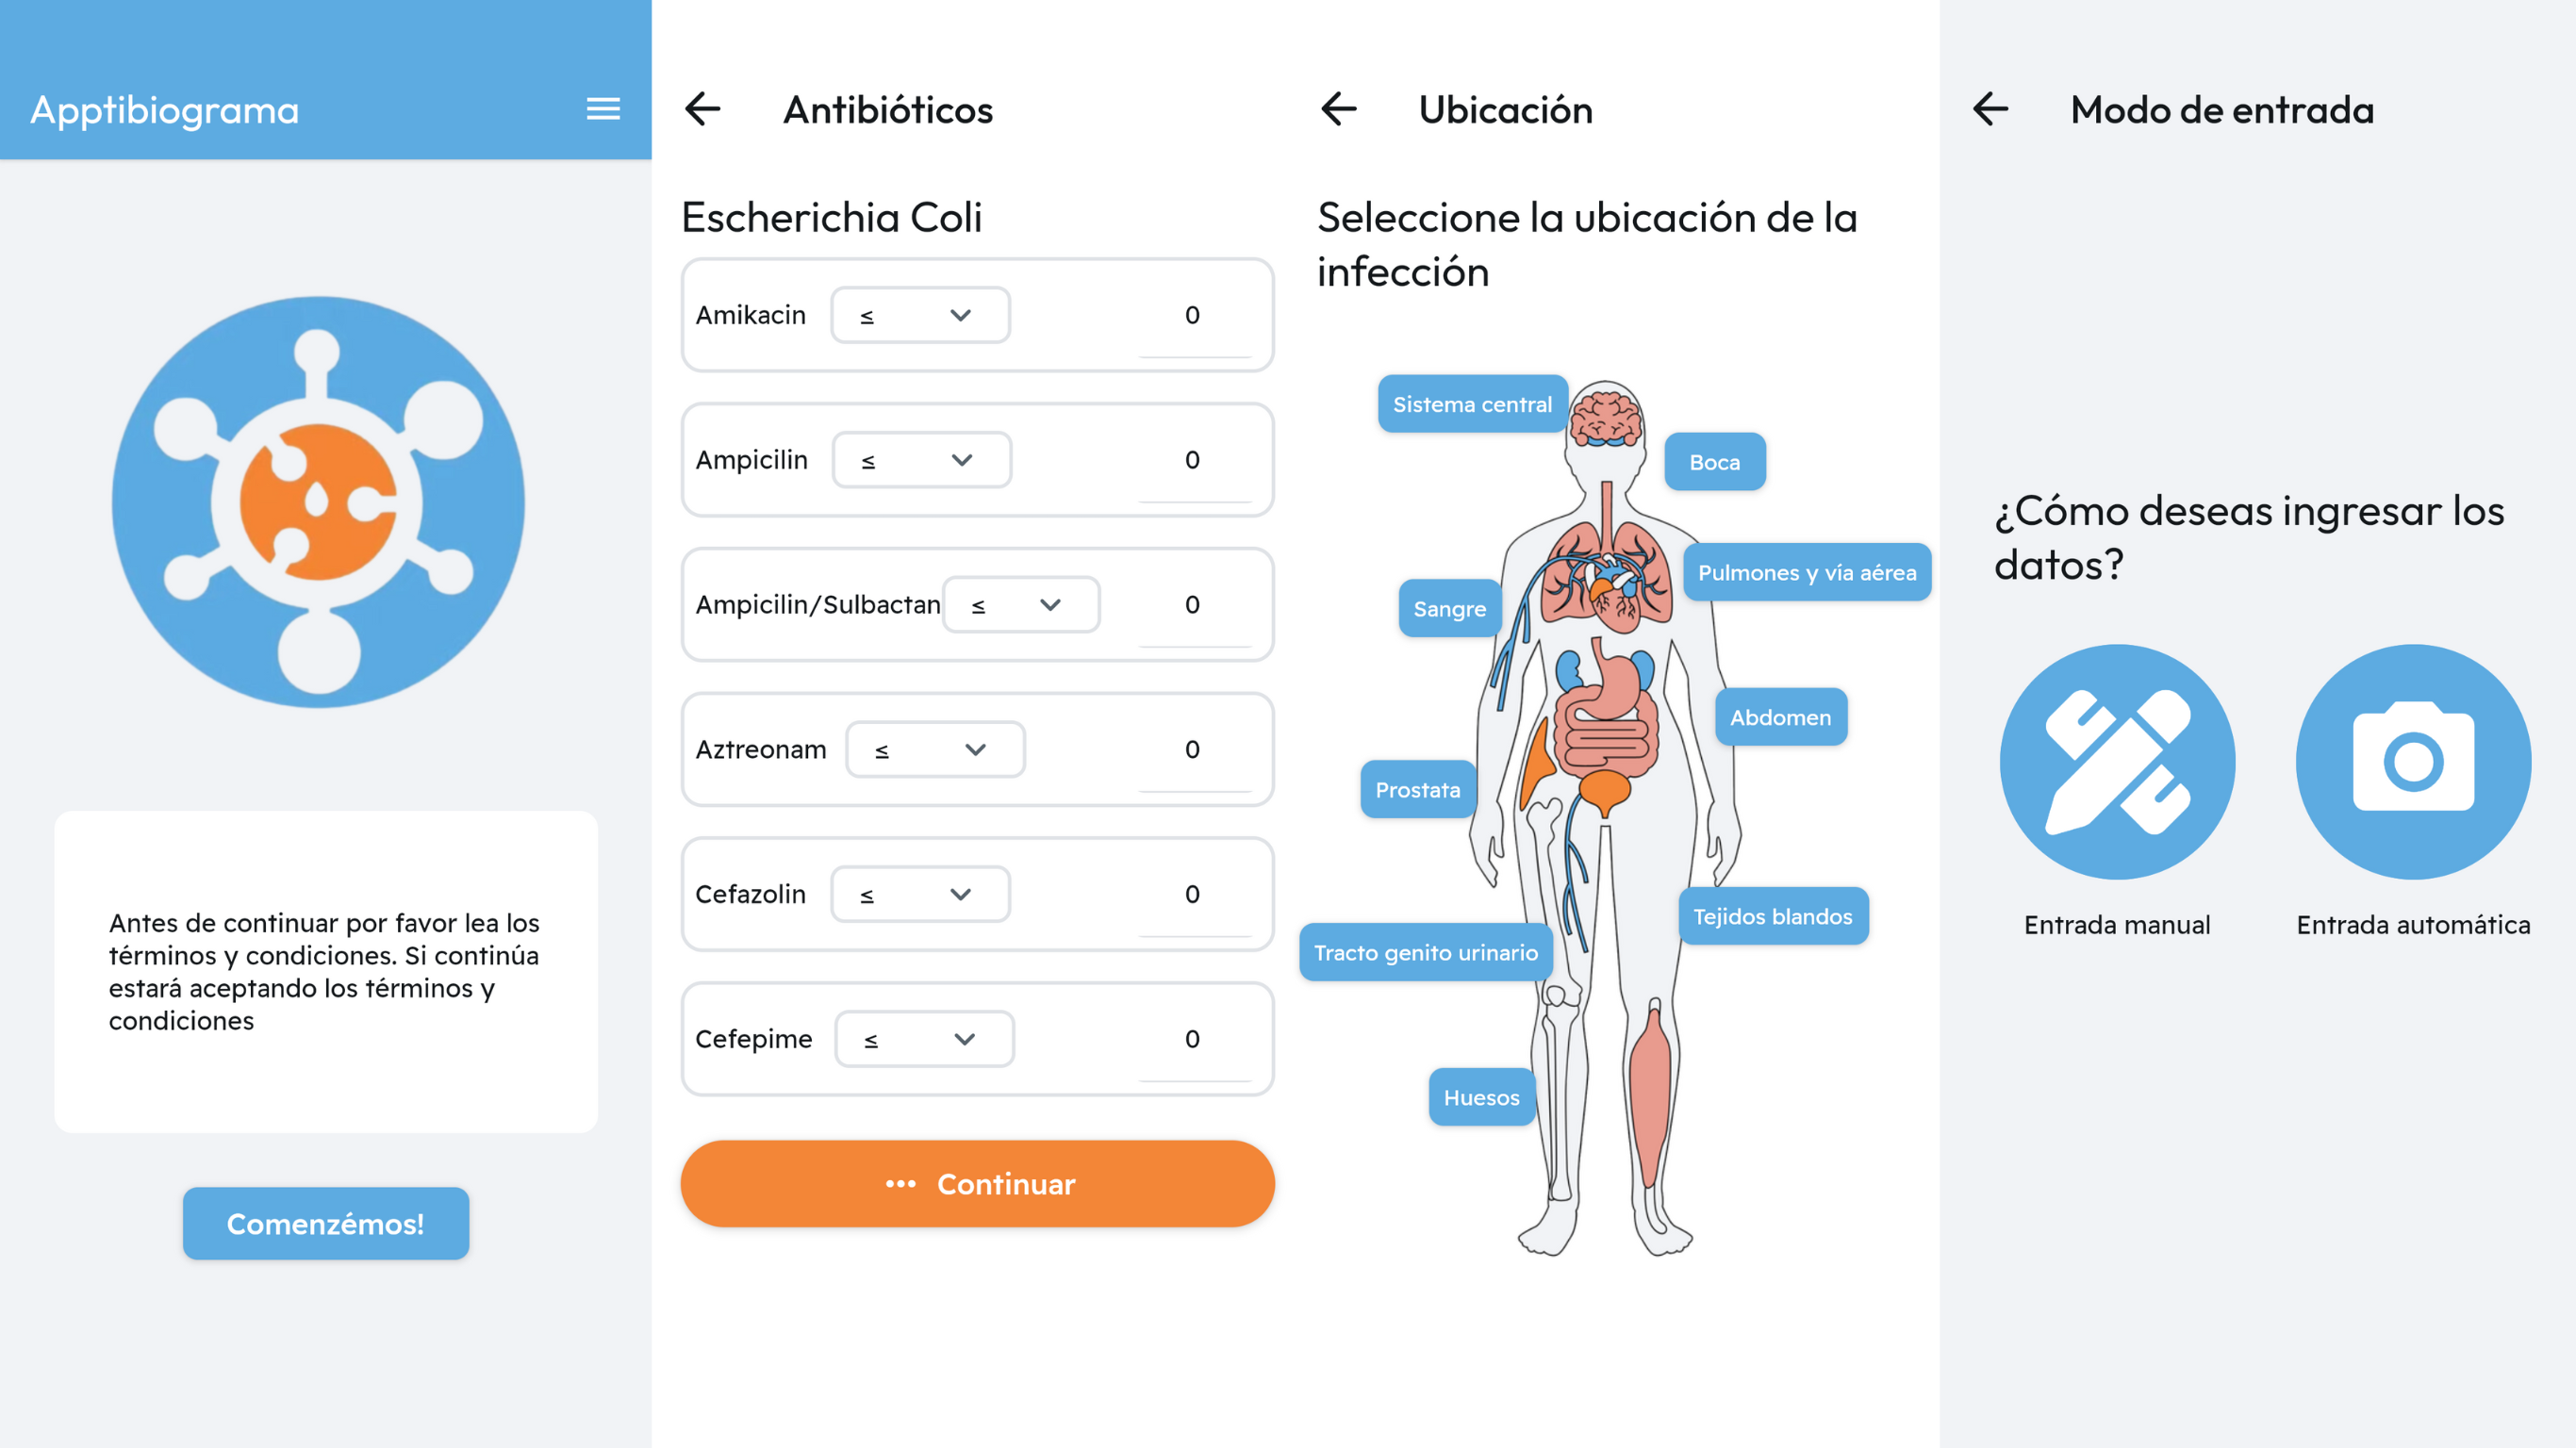 Apptibiograma
Antes de continuar por favor lea los
términos y condiciones. Si continúa
estará aceptando los términos y
condiciones
Comenzémos!
Antibióticos
Escherichia Coli
Amikacin ≤ 0
Ampicilin ≤ 0
Ampicilin/Sulbactan ≤ 0
Aztreonam ≤ 0
Cefazolin ≤ 0
Cefepime ≤ 0
Continuar
Ubicación
Seleccione la ubicación de la
infección
Sistema central
Boca
Pulmones y vía aérea
Sangre
Abdomen
Prostata
Tejidos blandos
Tracto genito urinario
Huesos
Modo de entrada
¿Cómo deseas ingresar los
datos?
Entrada manual
Entrada automática